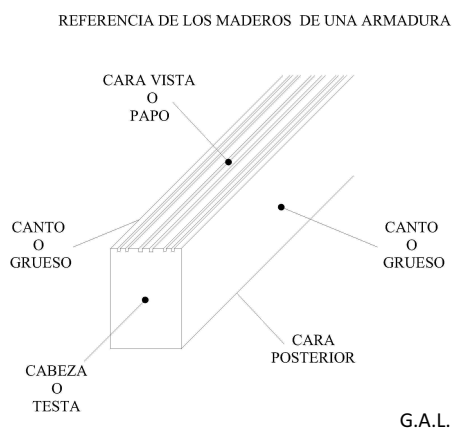 REFERENCIA DE LOS MADEROS DE UNA ARMADURA
CARA VISTA
O
PAPO
CANTO
O
GRUESO
CANTO
O
GRUESO
CARA
POSTERIOR
CABEZA
O
TESTA
G.A.L.